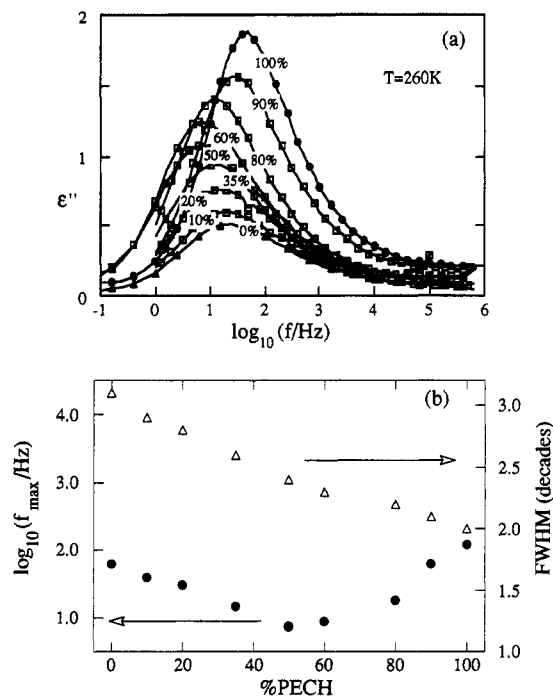 2
(a)
100%
T=260K
90%
60%
80%
50%
35%
20%
10%
0%
1
0
ε''
-1 0 1 2 3 4 5 6
log10 (f/Hz)
(b)
4.0
3.0
2.0
1.0
log10 (f_max/Hz)
3.0
2.5
2.0
1.5
1.0
FWHM (decades)
0 20 40 60 80 100
%PECH